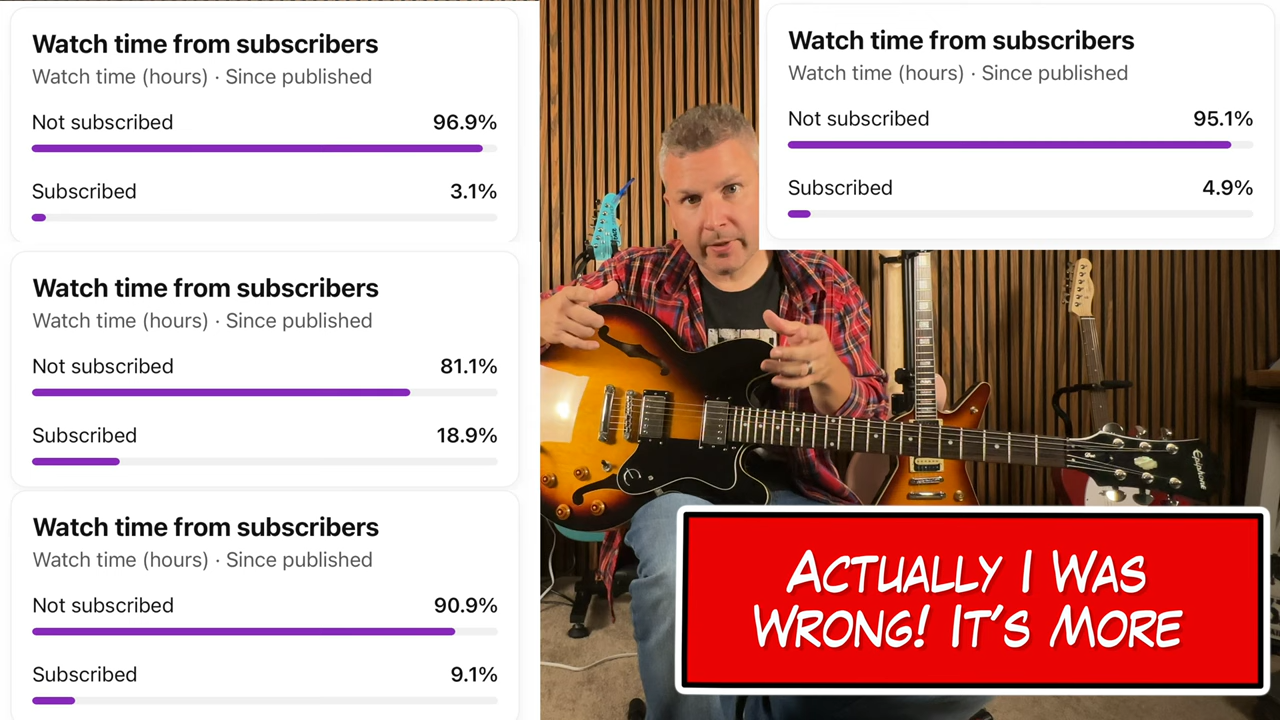 Watch time from subscribers
Watch time (hours) · Since published
Not subscribed 96.9%
Subscribed 3.1%
Watch time from subscribers
Watch time (hours) · Since published
Not subscribed 81.1%
Subscribed 18.9%
Watch time from subscribers
Watch time (hours) · Since published
Not subscribed 90.9%
Subscribed 9.1%
Watch time from subscribers
Watch time (hours) · Since published
Not subscribed 95.1%
Subscribed 4.9%
Epiphone
ACTUALLY I WAS
WRONG! IT'S MORE